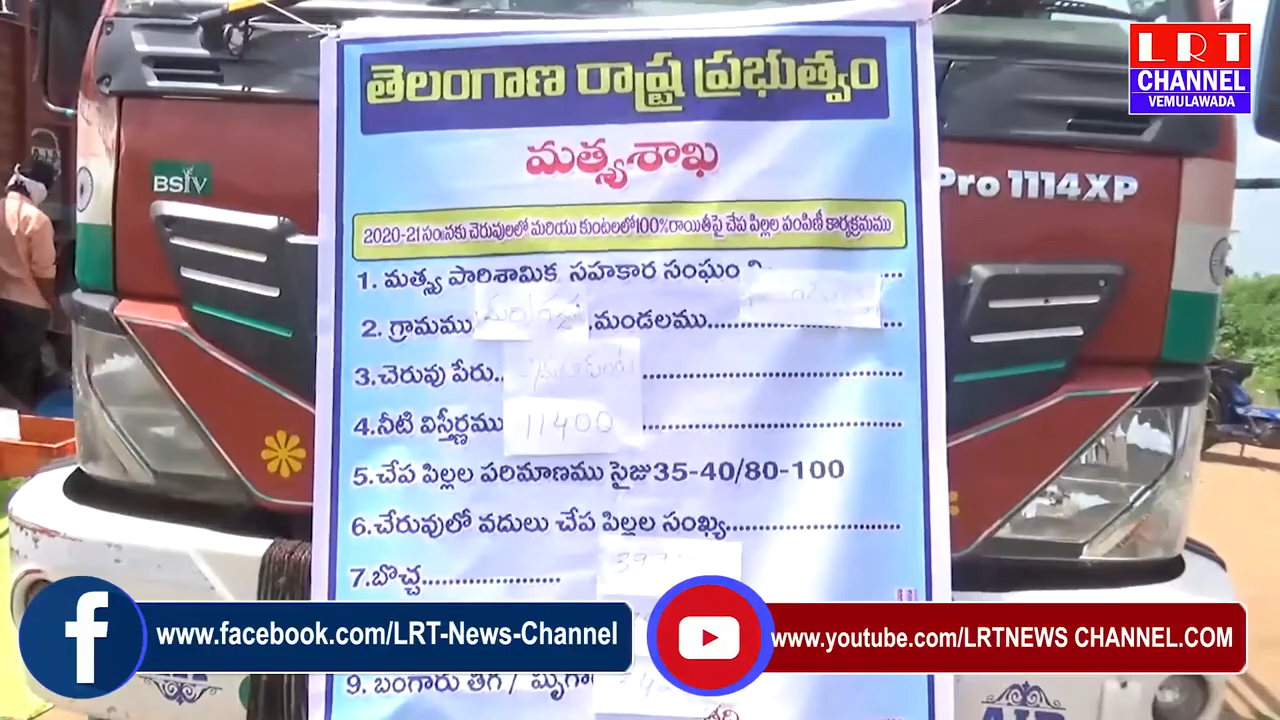 LRT
CHANNEL
VEMULAWADA
తెలంగాణ రాష్ట్ర ప్రభుత్వం
మత్స్యశాఖ
BSIV
Pro 1114XP
2020-21 సం॥నకు చెరువులలో మరియు కుంటలలో100%రాయితీపై చేప పిల్లల పంపిణీ కార్యక్రమము
1. మత్స్య పారిశామిక సహకార సంఘం
2. గ్రామము ,మండలము....................
3.చెరువు పేరు..
4.నీటి విస్తీర్ణము 11400
5.చేప పిల్లల పరిమాణము సైజు35-40/80-100
6.చేరువులో వదులు చేప పిల్లల సంఖ్య..........................
7.బొచ్చ.....................
www.facebook.com/LRT-News-Channel
www.youtube.com/LRTNEWS CHANNEL.COM
9. బంగారు తీగ /